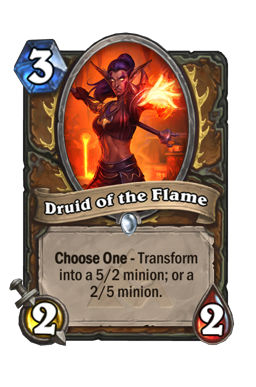 3
Druid of the Flame
Choose One - Transform
into a 5/2 minion; or a
2/5 minion.
2
2